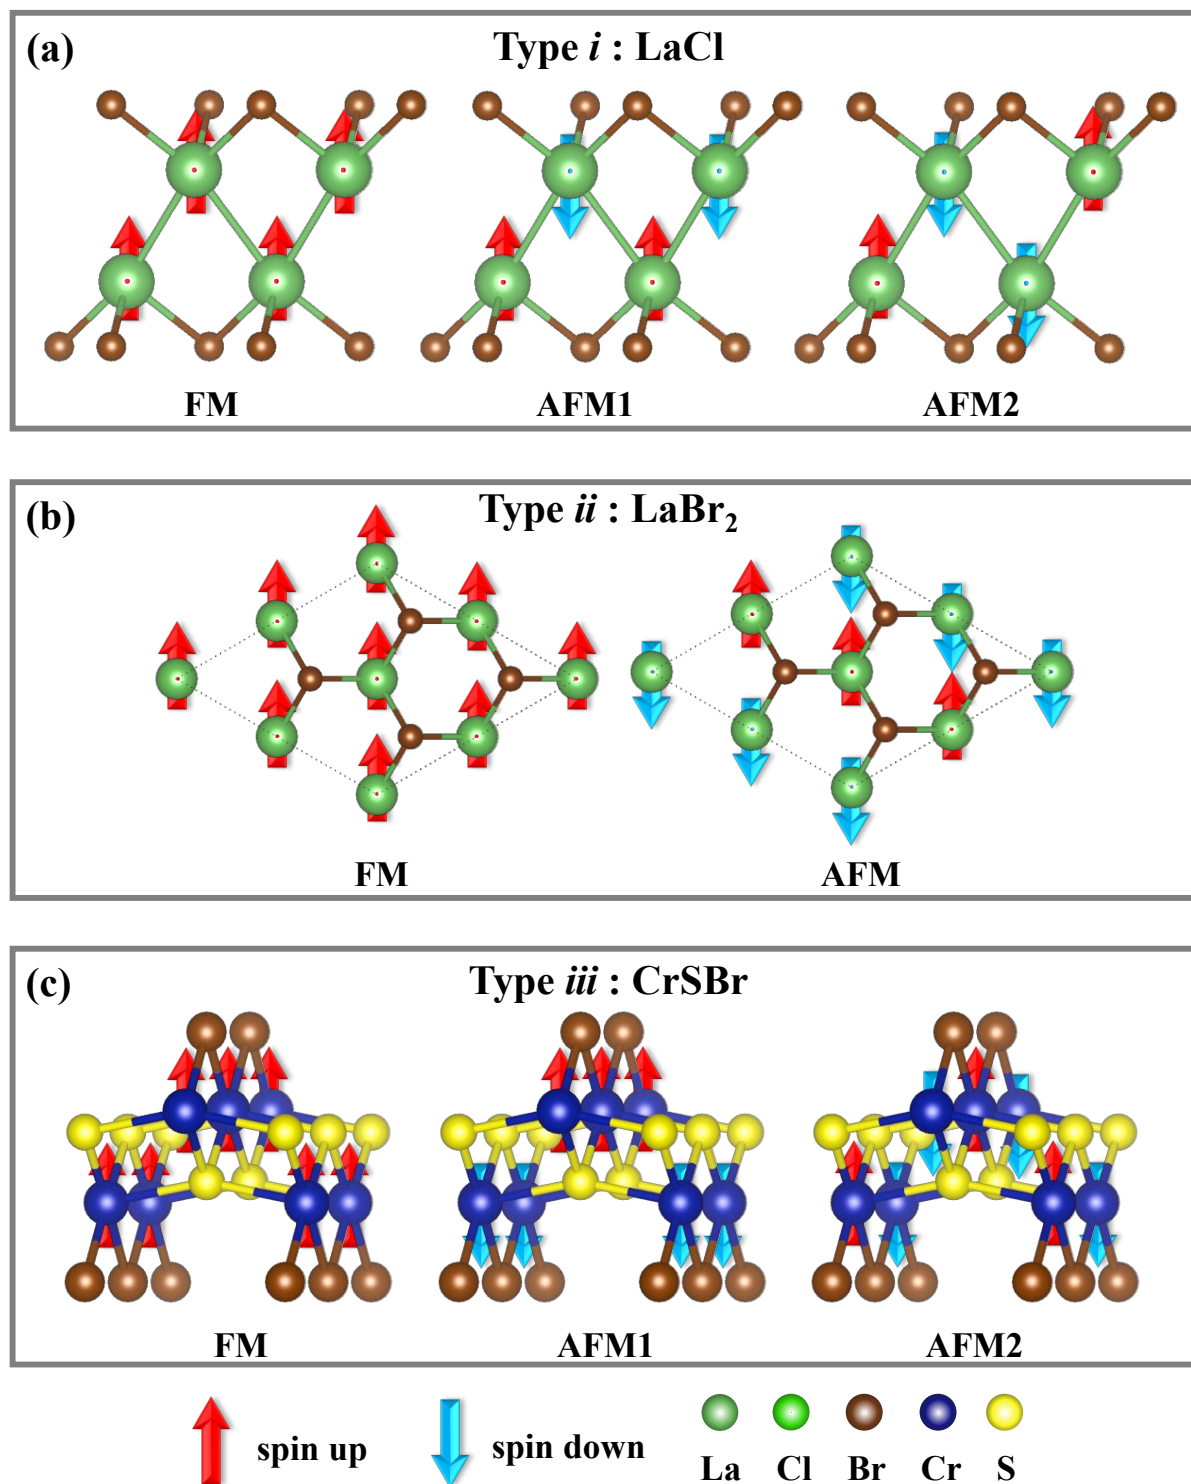 (a)
Type i : LaCl
FM AFM1 AFM2
(b)
Type ii : LaBr₂
FM AFM
(c)
Type iii : CrSBr
FM AFM1 AFM2
spin up spin down
La Cl Br Cr S